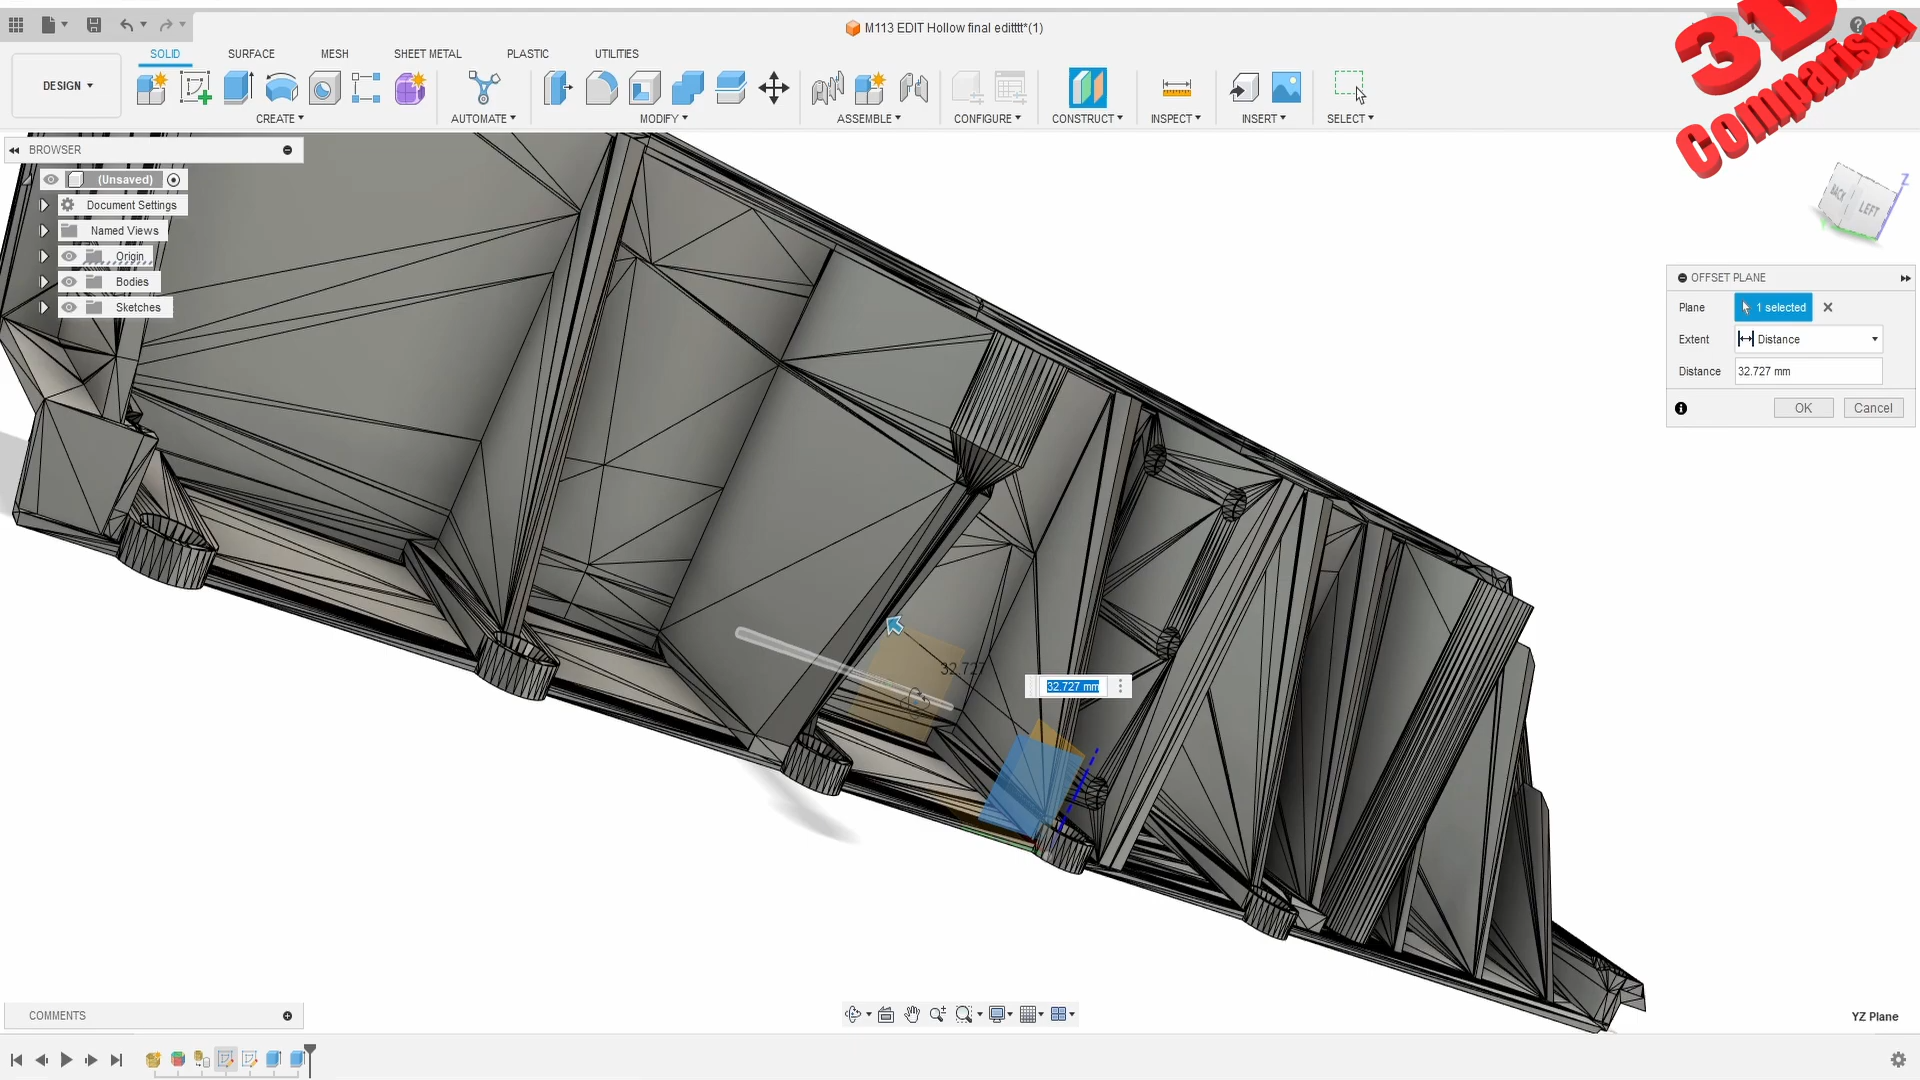 M113 EDIT Hollow final editttt*(1)
3D
Comparison
DESIGN
SOLID
SURFACE
MESH
SHEET METAL
PLASTIC
UTILITIES
CREATE
AUTOMATE
MODIFY
ASSEMBLE
CONFIGURE
CONSTRUCT
INSPECT
INSERT
SELECT
BROWSER
(Unsaved)
Document Settings
Named Views
Origin
Bodies
Sketches
BACK
LEFT
Z
OFFSET PLANE
Plane
1 selected
Extent
Distance
Distance
32.727 mm
OK
Cancel
32.727
32.727 mm
COMMENTS
YZ Plane